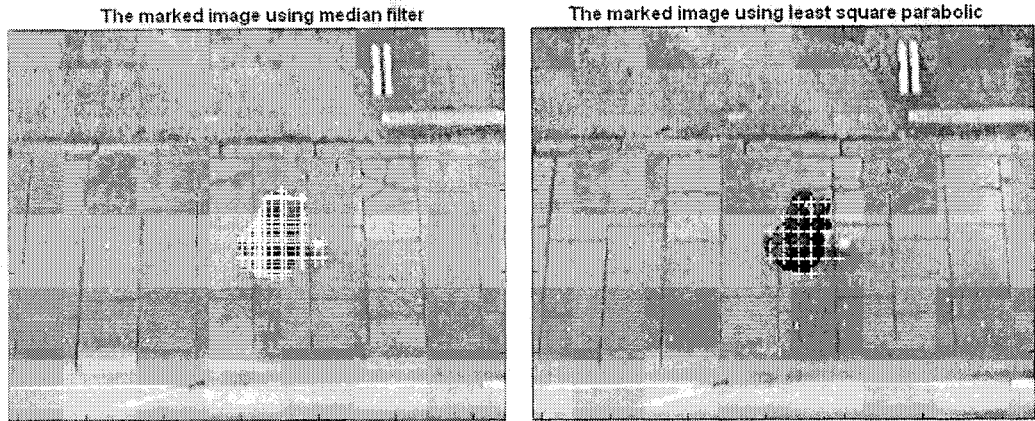 The marked image using median filter
The marked image using least square parabolic